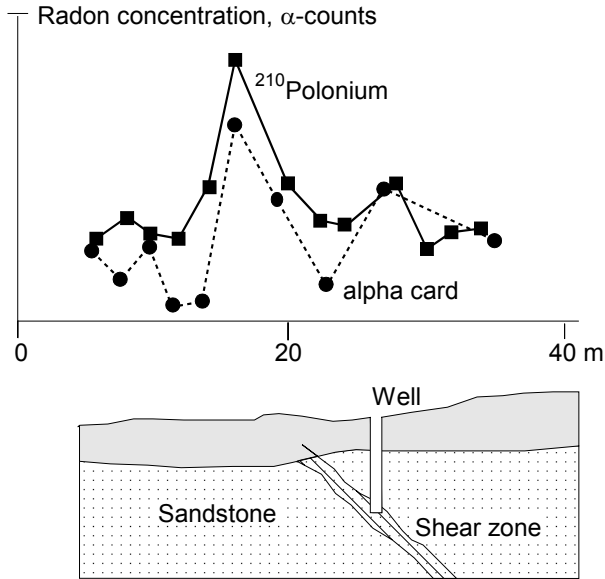 Radon concentration, α-counts
²¹⁰Polonium
alpha card
0 20 40 m
Well
Sandstone
Shear zone